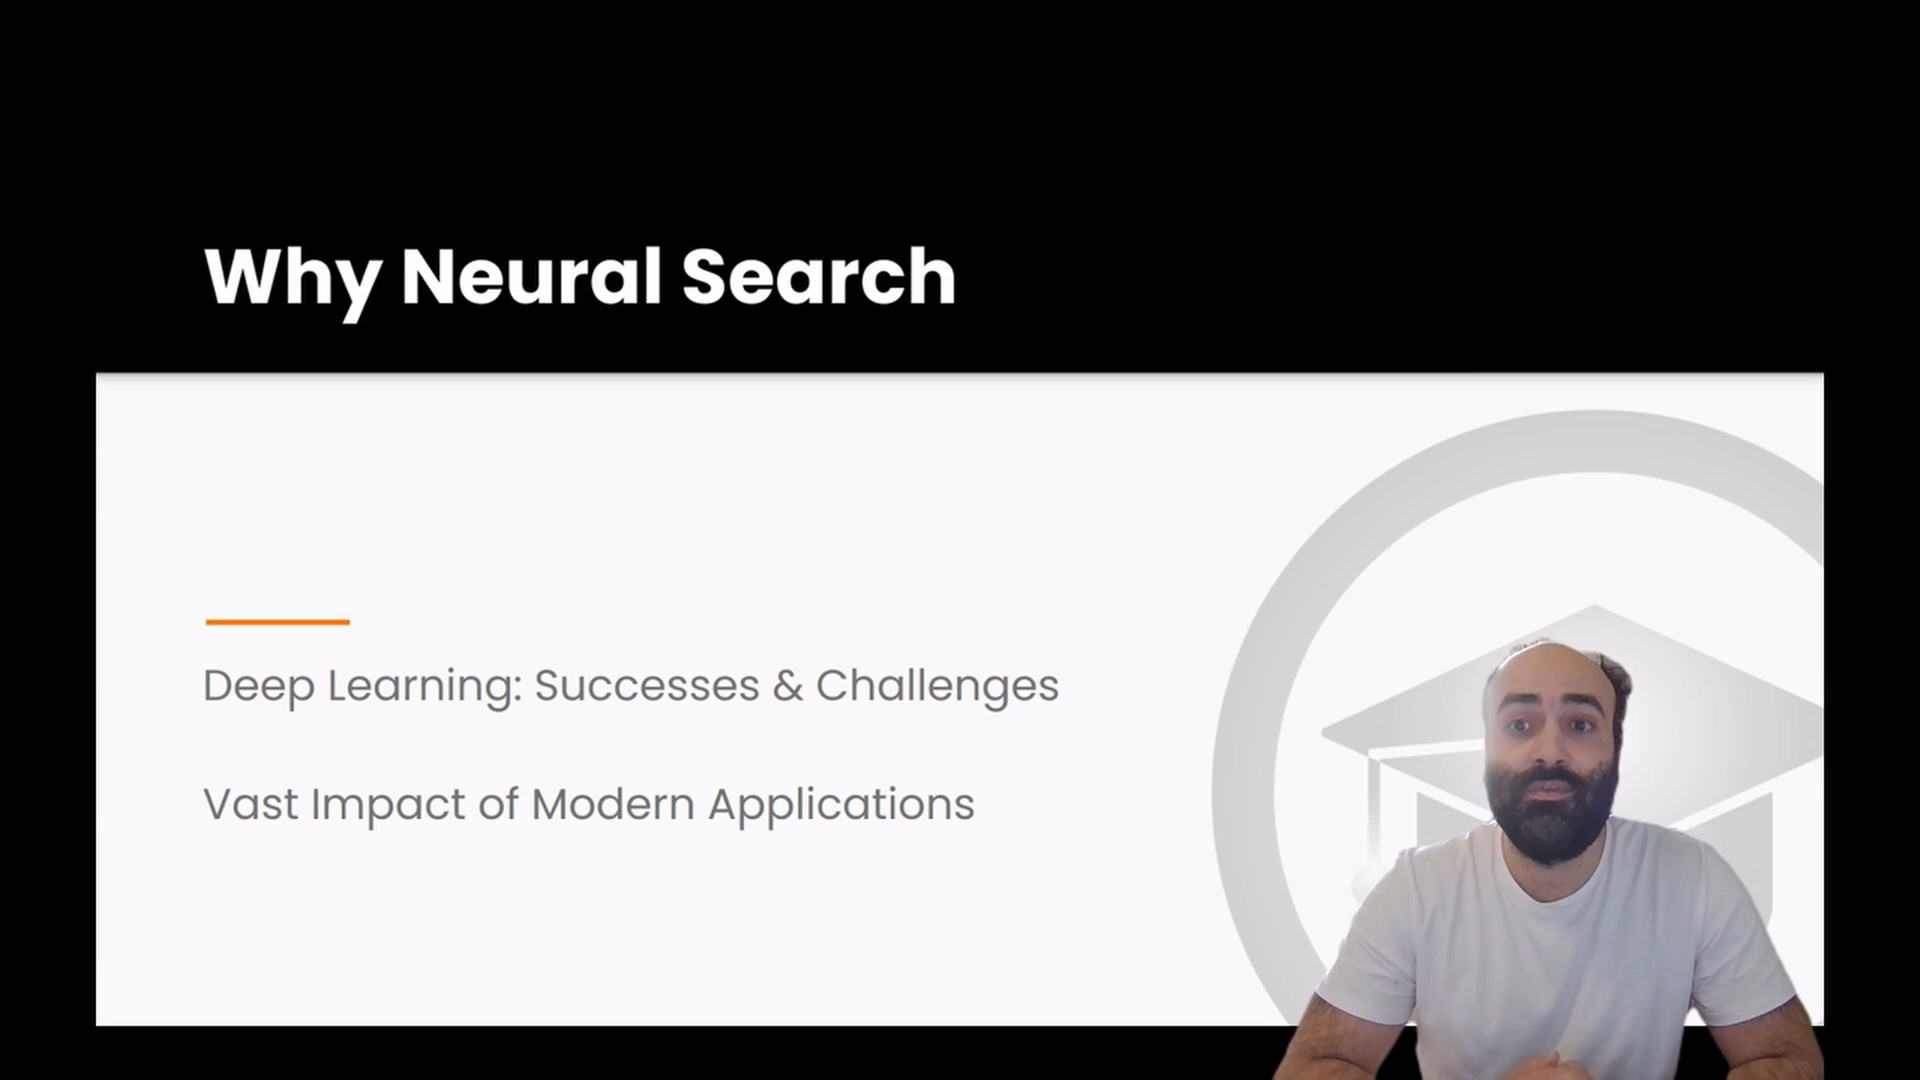 Why Neural Search
Deep Learning: Successes & Challenges
Vast Impact of Modern Applications